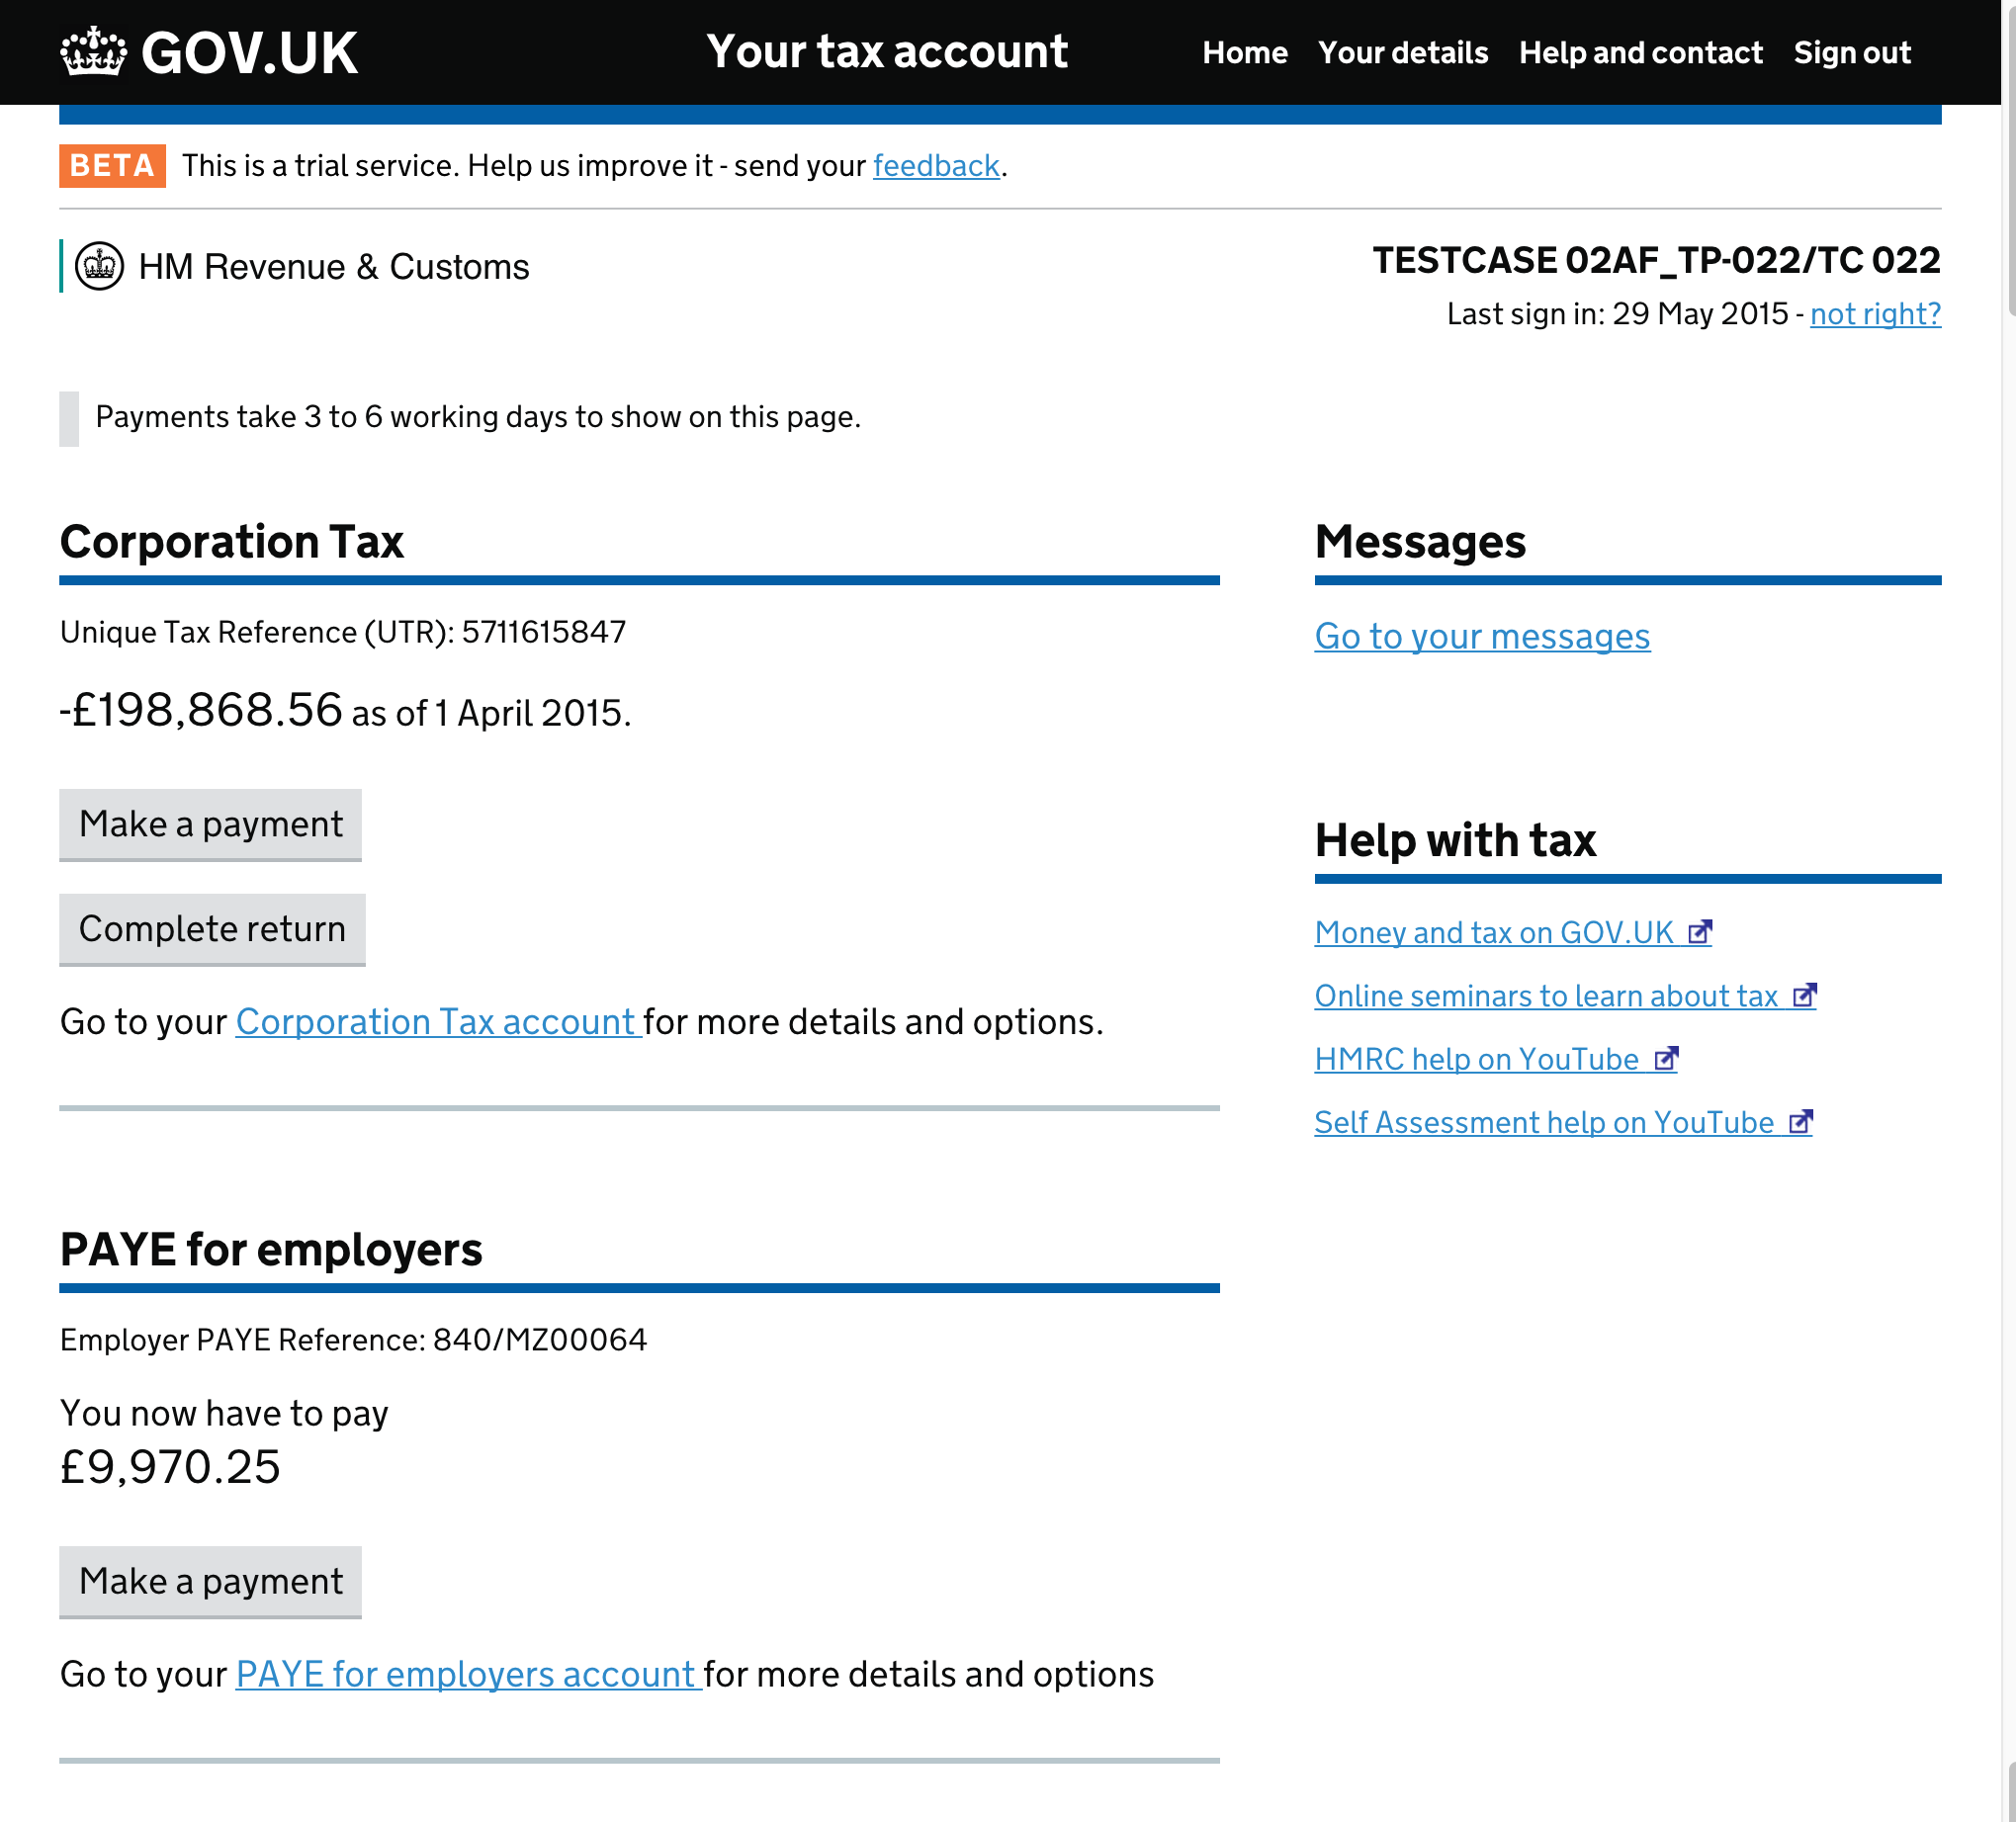 GOV.UK
Your tax account
Home Your details Help and contact Sign out
BETA This is a trial service. Help us improve it - send your feedback.
HM Revenue & Customs
TESTCASE 02AF_TP-022/TC 022
Last sign in: 29 May 2015 - not right?
Payments take 3 to 6 working days to show on this page.
Corporation Tax
Unique Tax Reference (UTR): 5711615847
-£198,868.56 as of 1 April 2015.
Make a payment
Complete return
Go to your Corporation Tax account for more details and options.
PAYE for employers
Employer PAYE Reference: 840/MZ00064
You now have to pay
£9,970.25
Make a payment
Go to your PAYE for employers account for more details and options
Messages
Go to your messages
Help with tax
Money and tax on GOV.UK
Online seminars to learn about tax
HMRC help on YouTube
Self Assessment help on YouTube